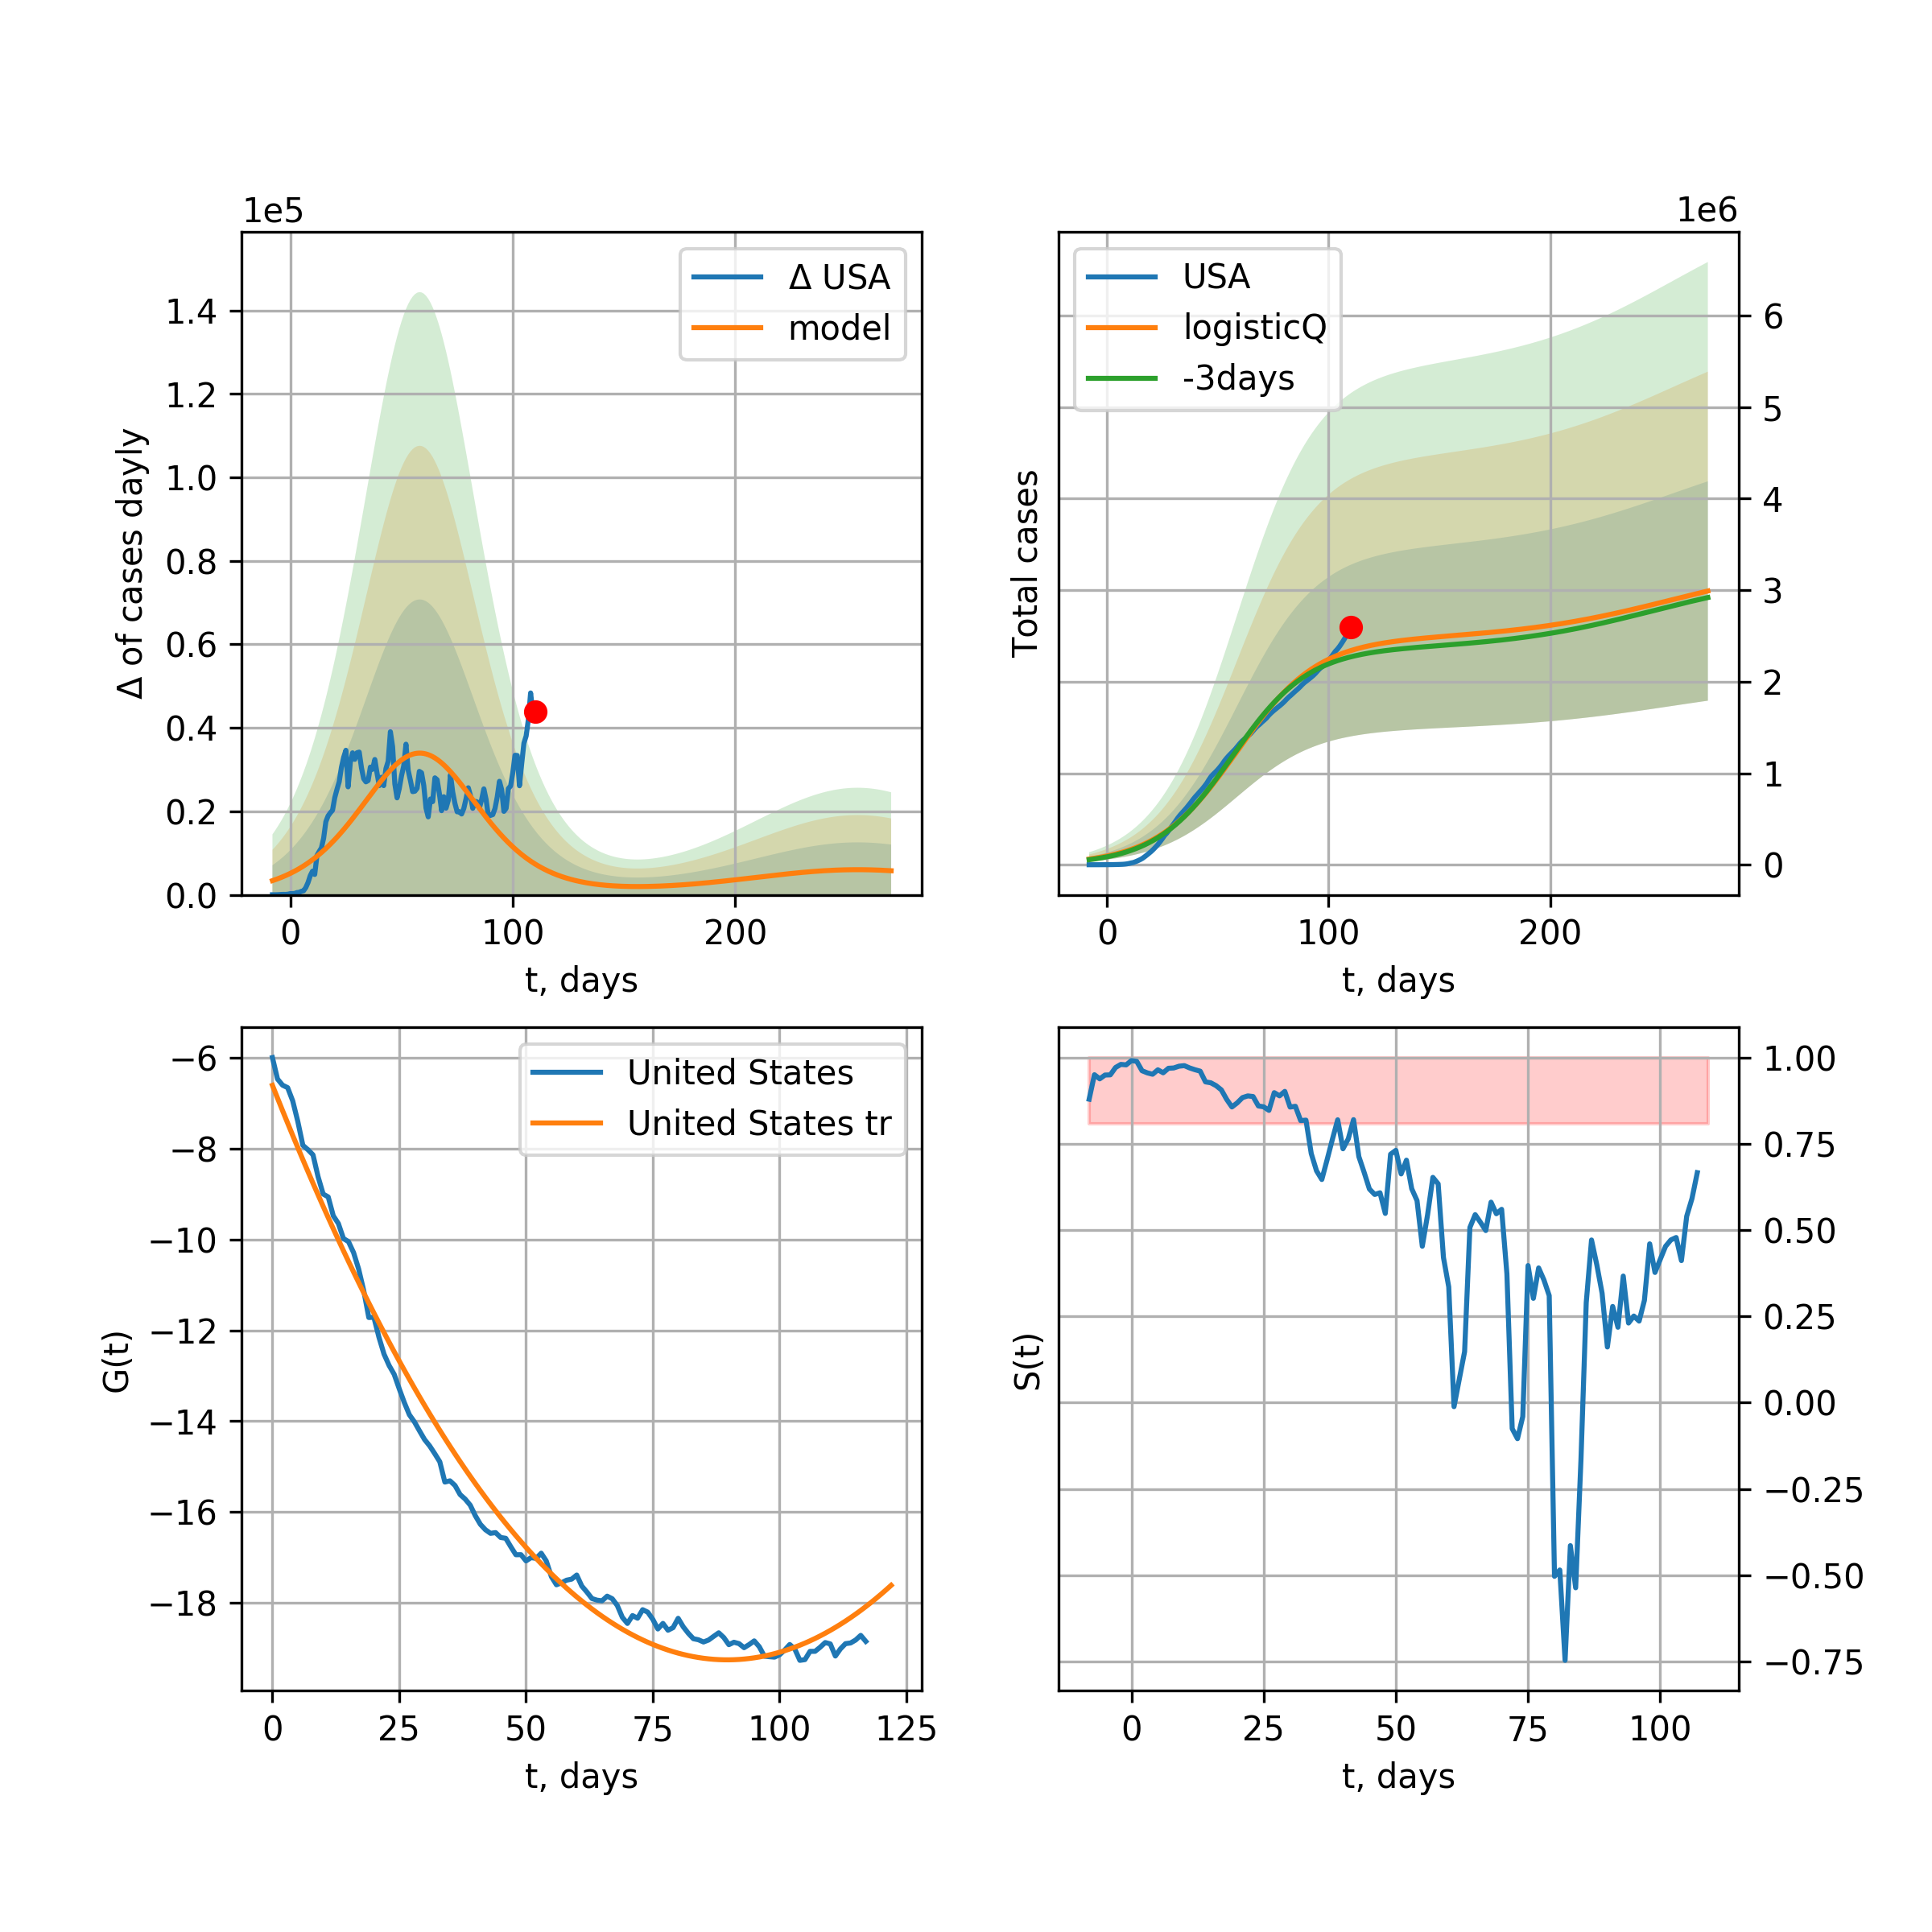 1e5
Δ of cases dayly
1.4
1.2
1.0
0.8
0.6
0.4
0.2
0.0
0 100 200
t, days
Δ USA
model
1e6
Total cases
6
5
4
3
2
1
0
0 100 200
t, days
USA
logisticQ
-3days
G(t)
−6
−8
−10
−12
−14
−16
−18
0 25 50 75 100 125
t, days
United States
United States tr
S(t)
1.00
0.75
0.50
0.25
0.00
−0.25
−0.50
−0.75
0 25 50 75 100
t, days